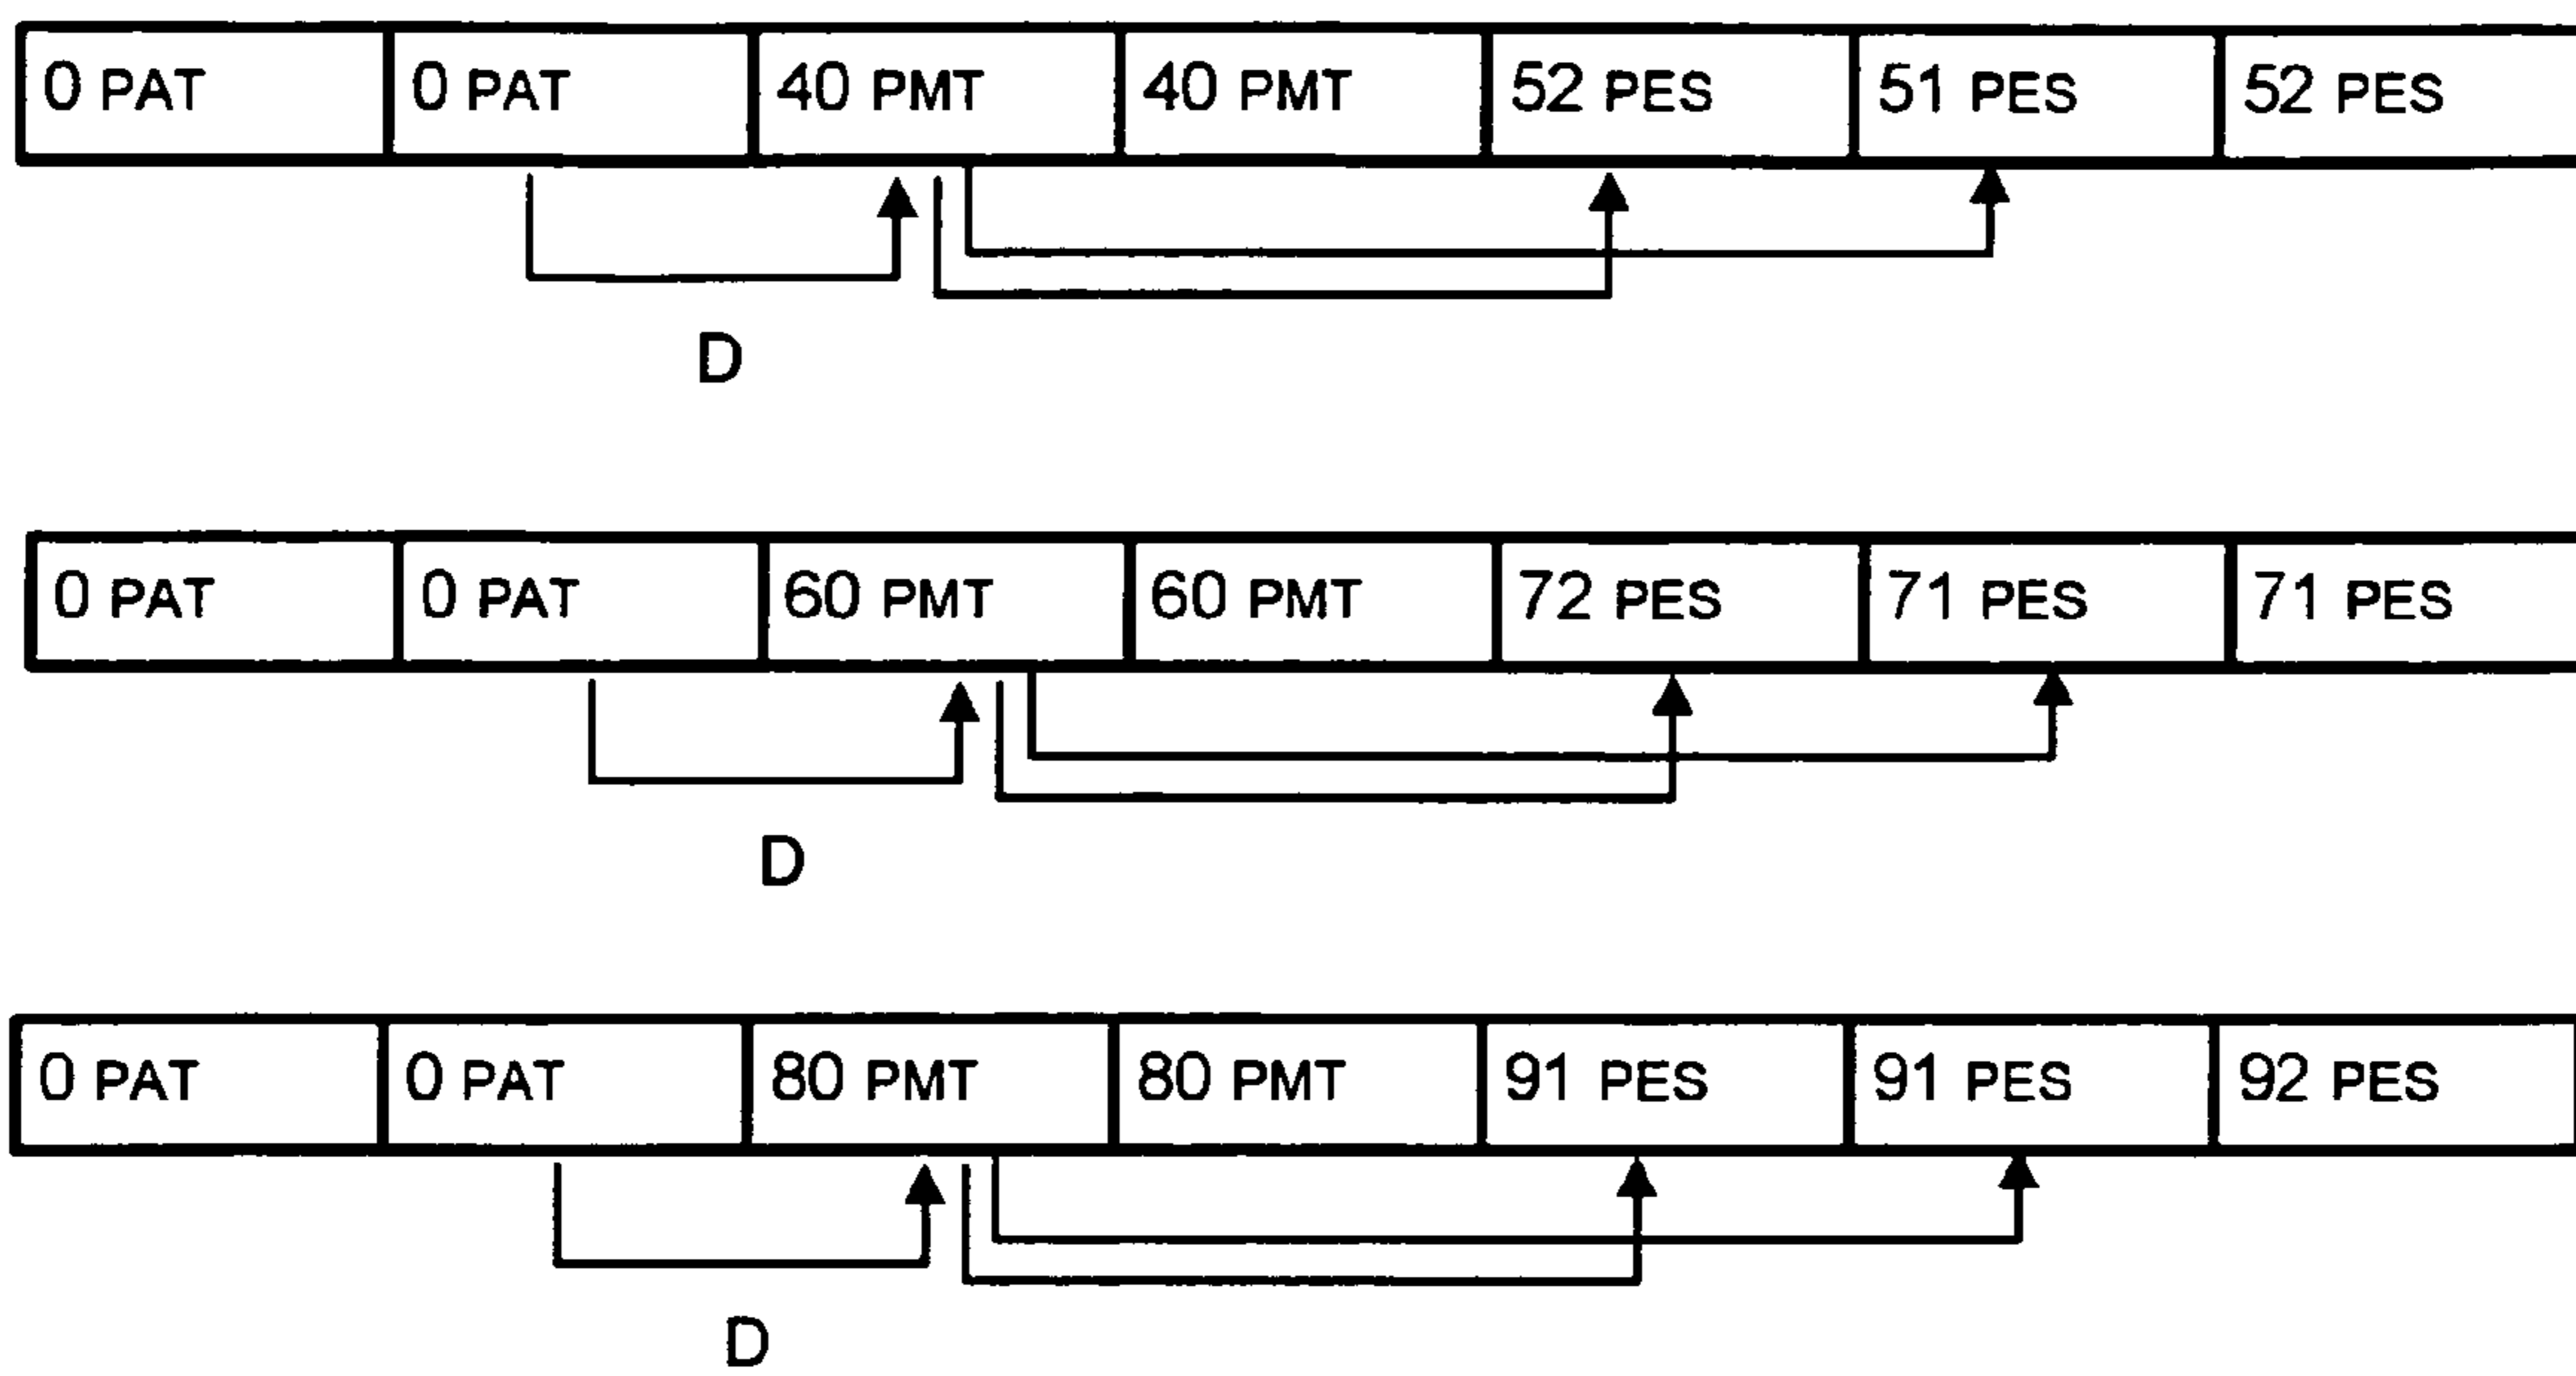 0 PAT 0 PAT 40 PMT 40 PMT 52 PES 51 PES 52 PES
D
0 PAT 0 PAT 60 PMT 60 PMT 72 PES 71 PES 71 PES
D
0 PAT 0 PAT 80 PMT 80 PMT 91 PES 91 PES 92 PES
D